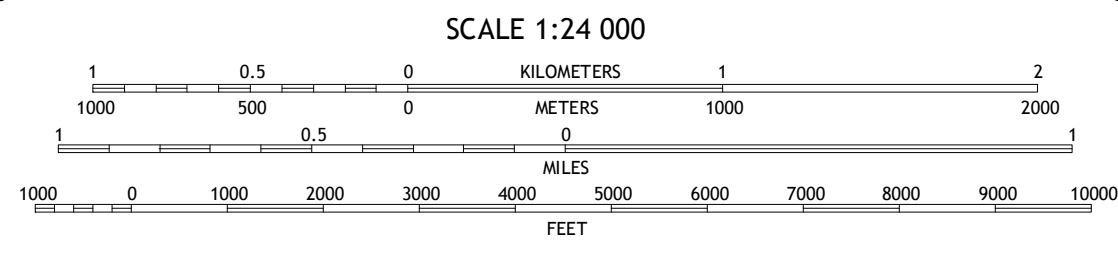 SCALE 1:24 000
1 0.5 0 KILOMETERS 1 2
1000 500 0 METERS 1000 2000
1 0.5 0 1
MILES
1000 0 1000 2000 3000 4000 5000 6000 7000 8000 9000 10000
FEET